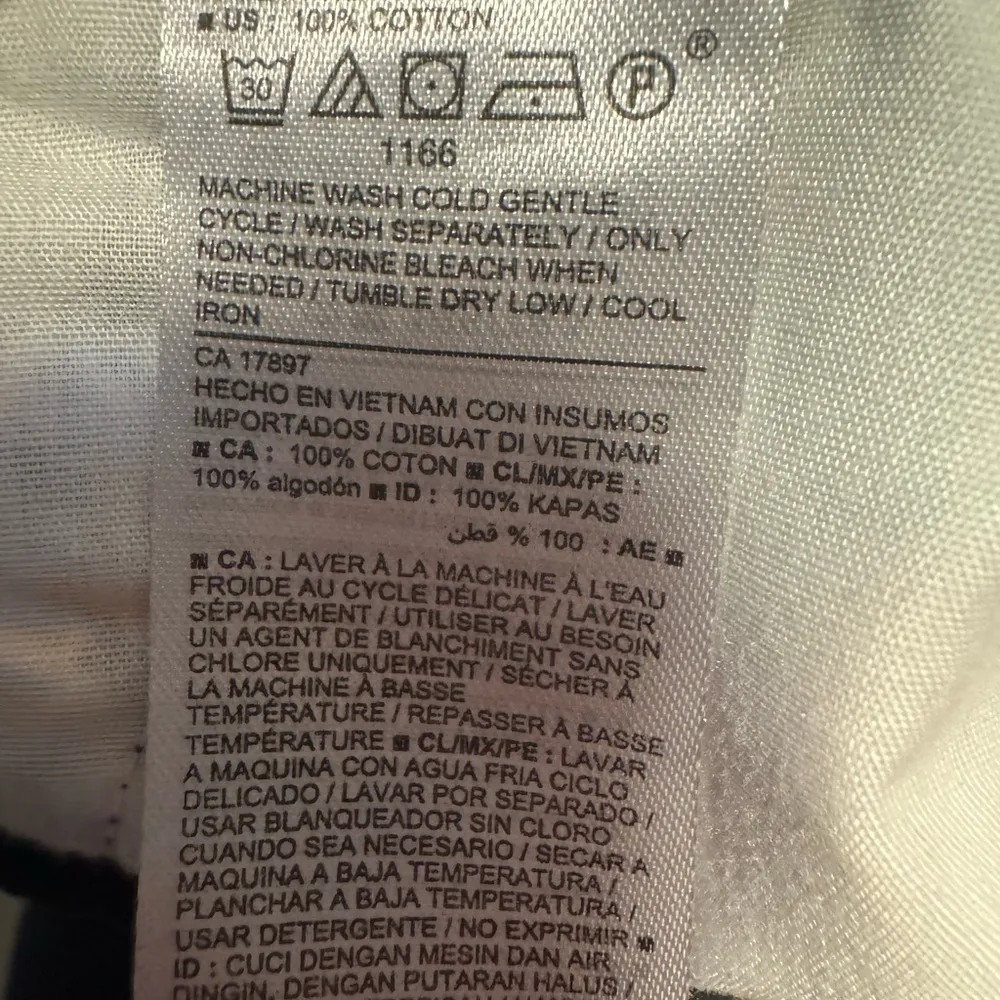 US : 100% COTTON
30 P ®
1166
MACHINE WASH COLD GENTLE
CYCLE / WASH SEPARATELY / ONLY
NON-CHLORINE BLEACH WHEN
NEEDED / TUMBLE DRY LOW / COOL
IRON
CA 17897
HECHO EN VIETNAM CON INSUMOS
IMPORTADOS / DIBUAT DI VIETNAM
CA : 100% COTON CL/MX/PE :
100% algodón ID : 100% KAPAS
AE : 100 % قطن
CA : LAVER À LA MACHINE À L'EAU
FROIDE AU CYCLE DÉLICAT / LAVER
SÉPARÉMENT / UTILISER AU BESOIN
UN AGENT DE BLANCHIMENT SANS
CHLORE UNIQUEMENT / SÉCHER À
LA MACHINE À BASSE
TEMPÉRATURE / REPASSER À BASSE
TEMPÉRATURE CL/MX/PE : LAVAR
A MAQUINA CON AGUA FRIA CICLO
DELICADO / LAVAR POR SEPARADO /
USAR BLANQUEADOR SIN CLORO
CUANDO SEA NECESARIO / SECAR A
MAQUINA A BAJA TEMPERATURA /
PLANCHAR A BAJA TEMPERATURA /
USAR DETERGENTE / NO EXPRIMIR
ID : CUCI DENGAN MESIN DAN AIR
DINGIN, DENGAN PUTARAN HALUS /